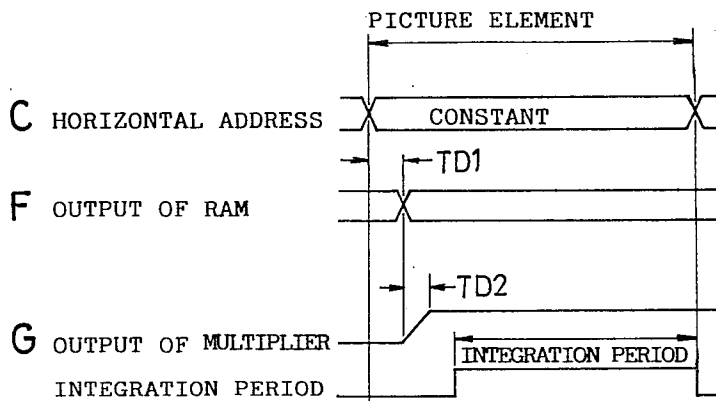 PICTURE ELEMENT
C HORIZONTAL ADDRESS CONSTANT
TD1
F OUTPUT OF RAM
TD2
G OUTPUT OF MULTIPLIER
INTEGRATION PERIOD
INTEGRATION PERIOD